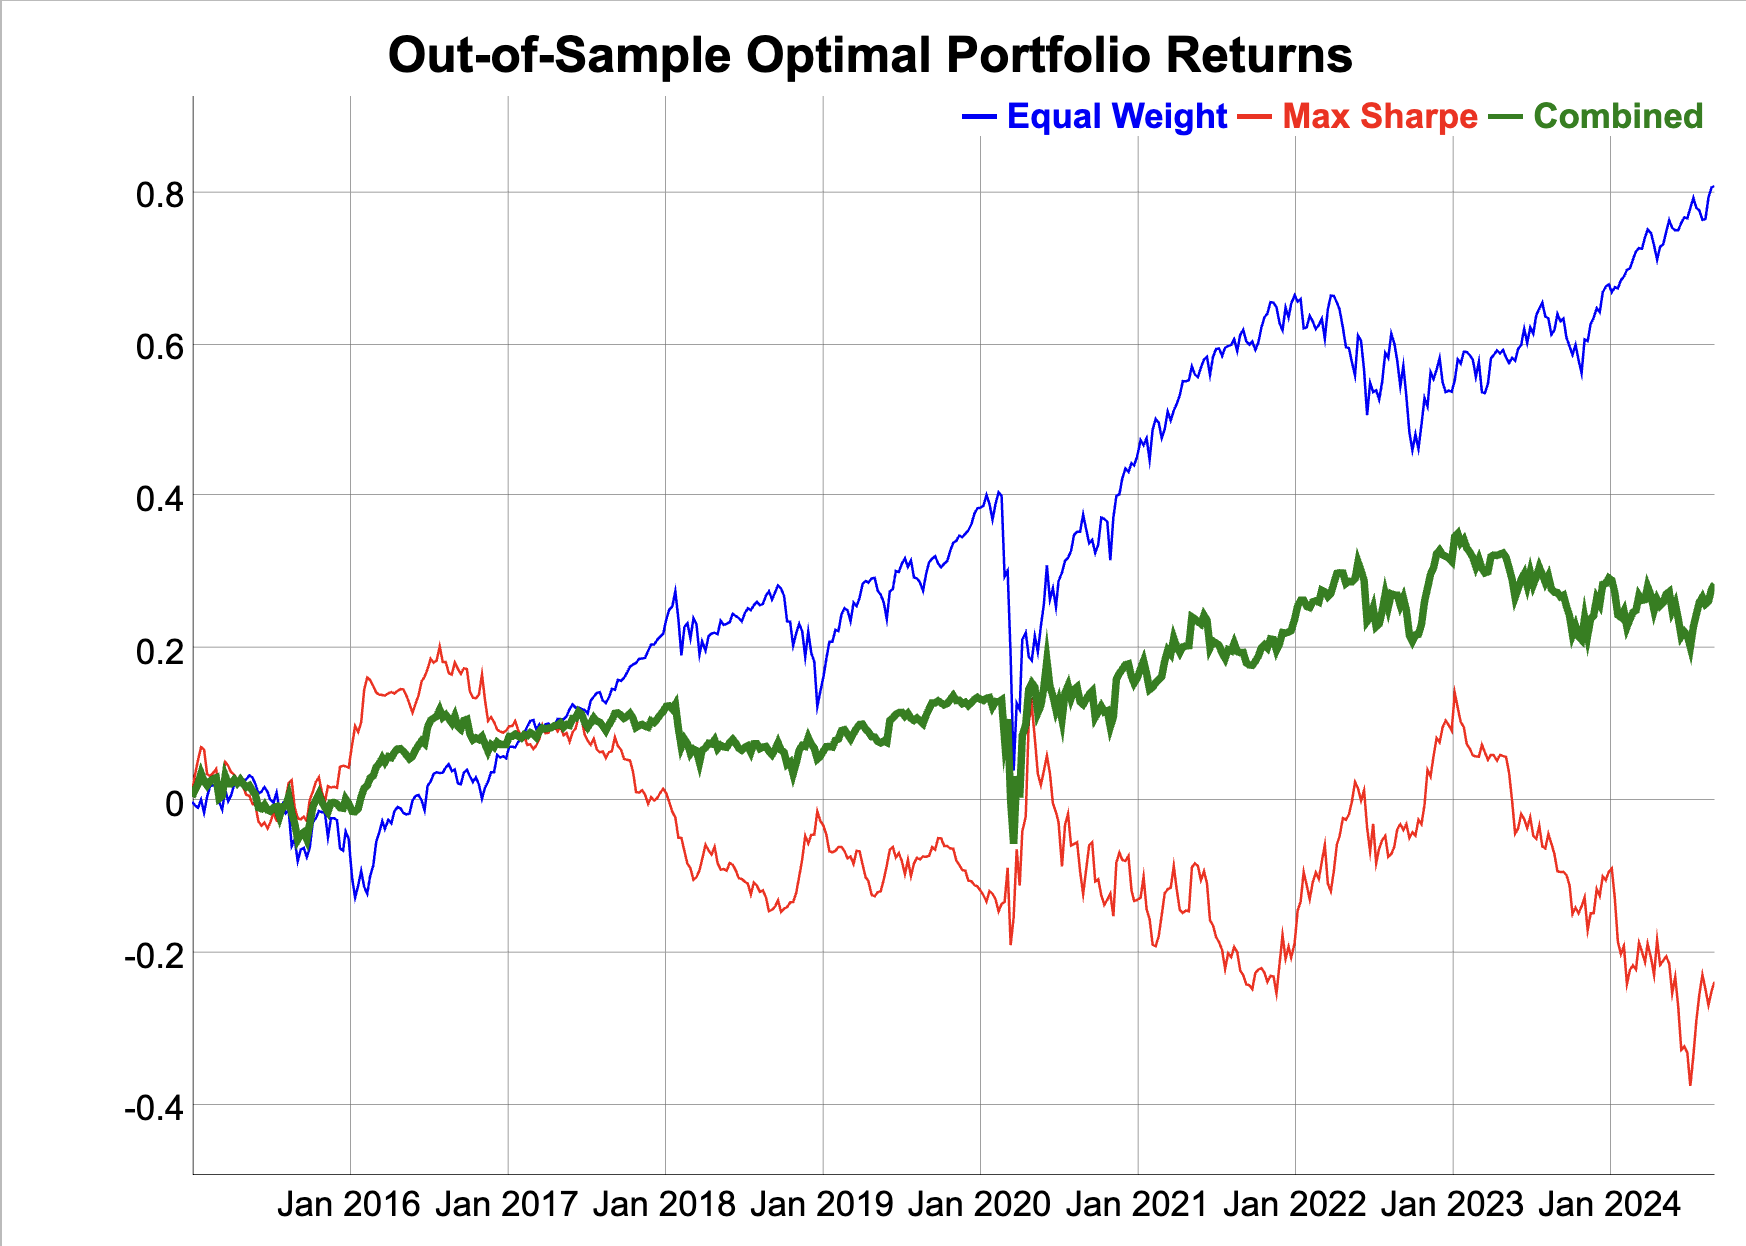 Out-of-Sample Optimal Portfolio Returns
— Equal Weight — Max Sharpe — Combined
0.8
0.6
0.4
0.2
0
-0.2
-0.4
Jan 2016 Jan 2017 Jan 2018 Jan 2019 Jan 2020 Jan 2021 Jan 2022 Jan 2023 Jan 2024